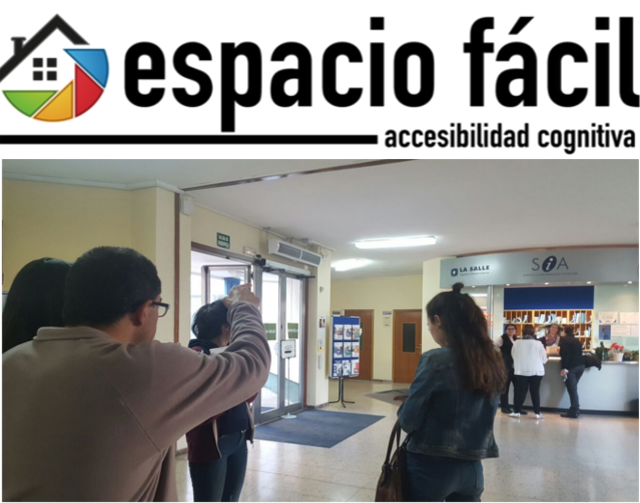 espacio fácil
accesibilidad cognitiva
LA SALLE
SiA